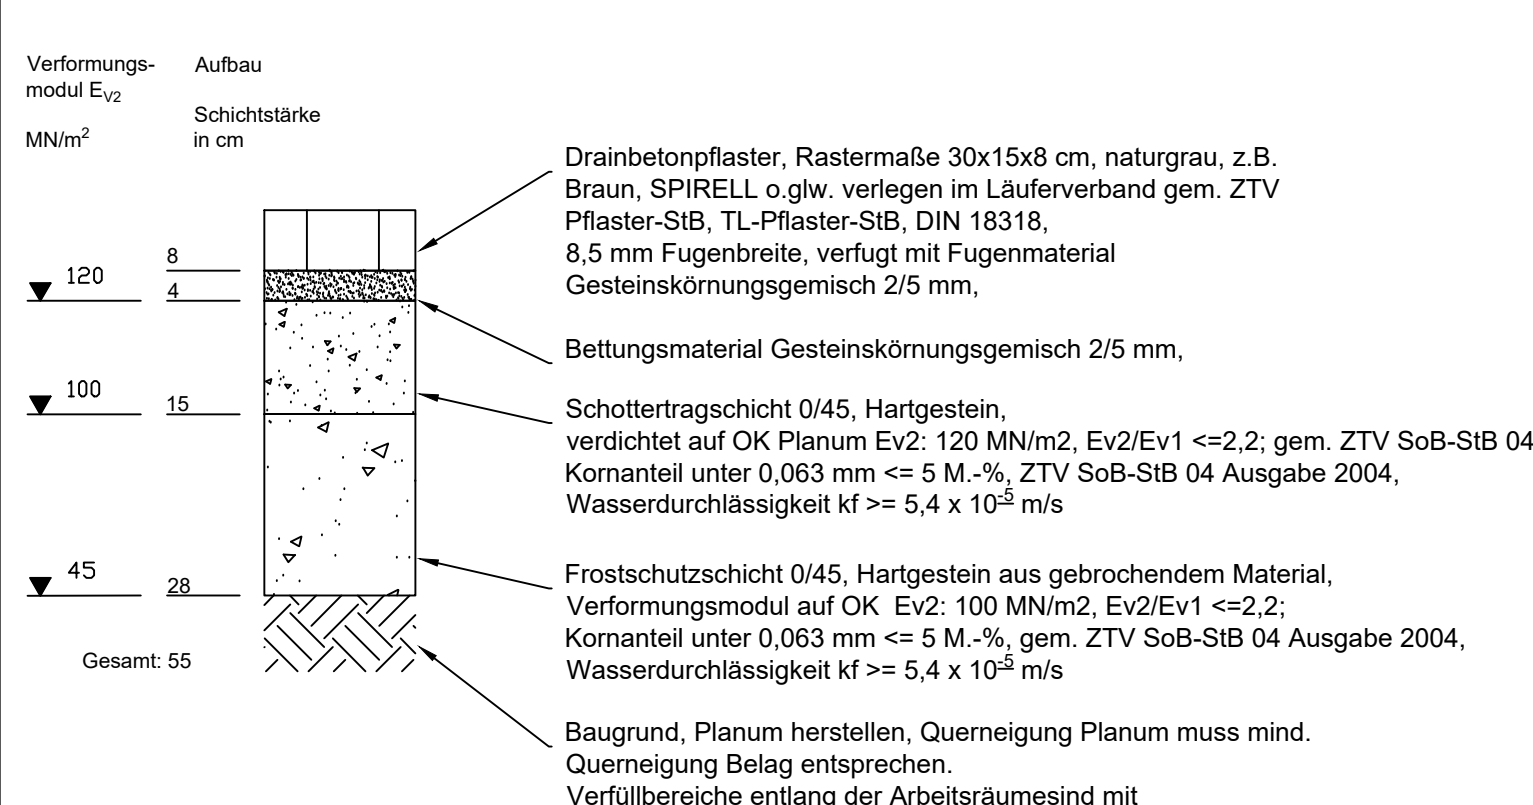 Verformungs-
modul EV2
MN/m2
Aufbau
Schichtstärke
in cm
8
120
4
100
15
45
28
Gesamt: 55
Drainbetonpflaster, Rastermaße 30x15x8 cm, naturgrau, z.B.
Braun, SPIRELL o.glw. verlegen im Läuferverband gem. ZTV
Pflaster-StB, TL-Pflaster-StB, DIN 18318,
8,5 mm Fugenbreite, verfugt mit Fugenmaterial
Gesteinskörnungsgemisch 2/5 mm,
Bettungsmaterial Gesteinskörnungsgemisch 2/5 mm,
Schottertragschicht 0/45, Hartgestein,
verdichtet auf OK Planum Ev2: 120 MN/m2, Ev2/Ev1 <=2,2; gem. ZTV SoB-StB 04
Kornanteil unter 0,063 mm <= 5 M.-%, ZTV SoB-StB 04 Ausgabe 2004,
Wasserdurchlässigkeit kf >= 5,4 x 10-5 m/s
Frostschutzschicht 0/45, Hartgestein aus gebrochendem Material,
Verformungsmodul auf OK Ev2: 100 MN/m2, Ev2/Ev1 <=2,2;
Kornanteil unter 0,063 mm <= 5 M.-%, gem. ZTV SoB-StB 04 Ausgabe 2004,
Wasserdurchlässigkeit kf >= 5,4 x 10-5 m/s
Baugrund, Planum herstellen, Querneigung Planum muss mind.
Querneigung Belag entsprechen.
Verfüllbereiche entlang der Arbeitsräumesind mit